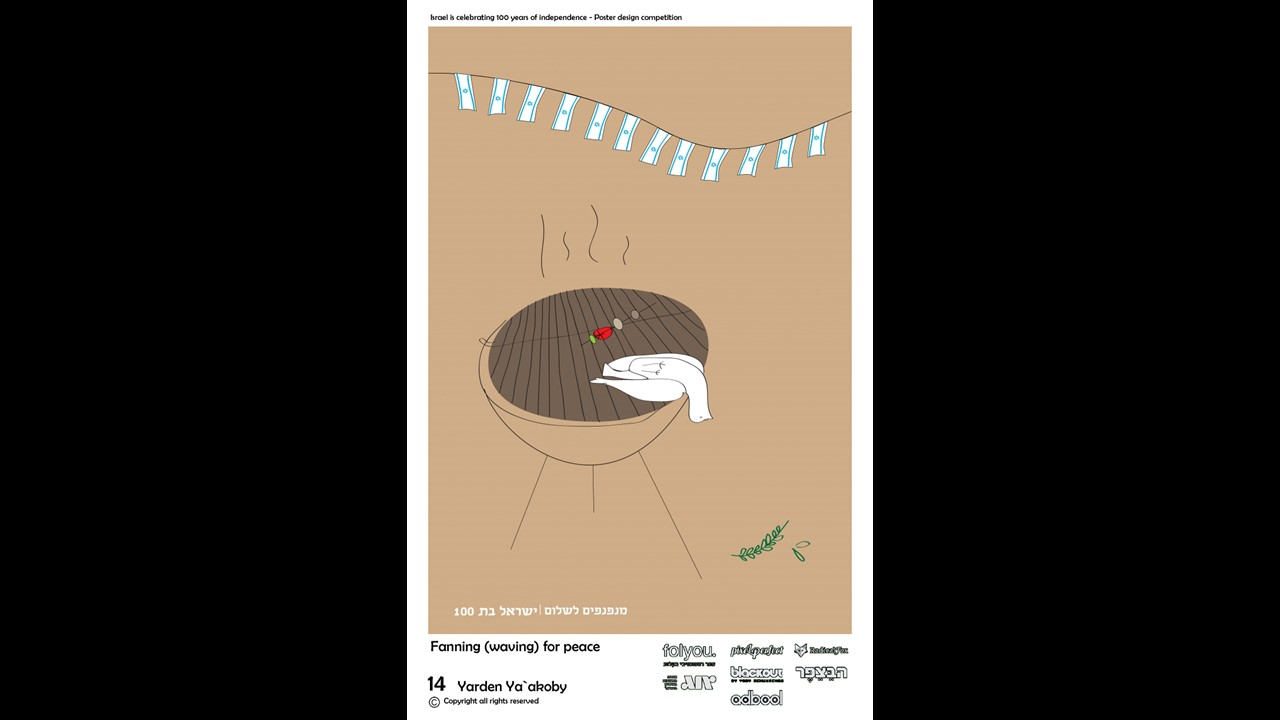 Israel is celebrating 100 years of independence - Poster design competition
מנפנפים לשלום | ישראל בת 100
Fanning (waving) for peace
14 Yarden Ya`akoby
© Copyright all rights reserved
folyou.
pixelperfect
RadicalFox
blackout
הבצפר
adbool